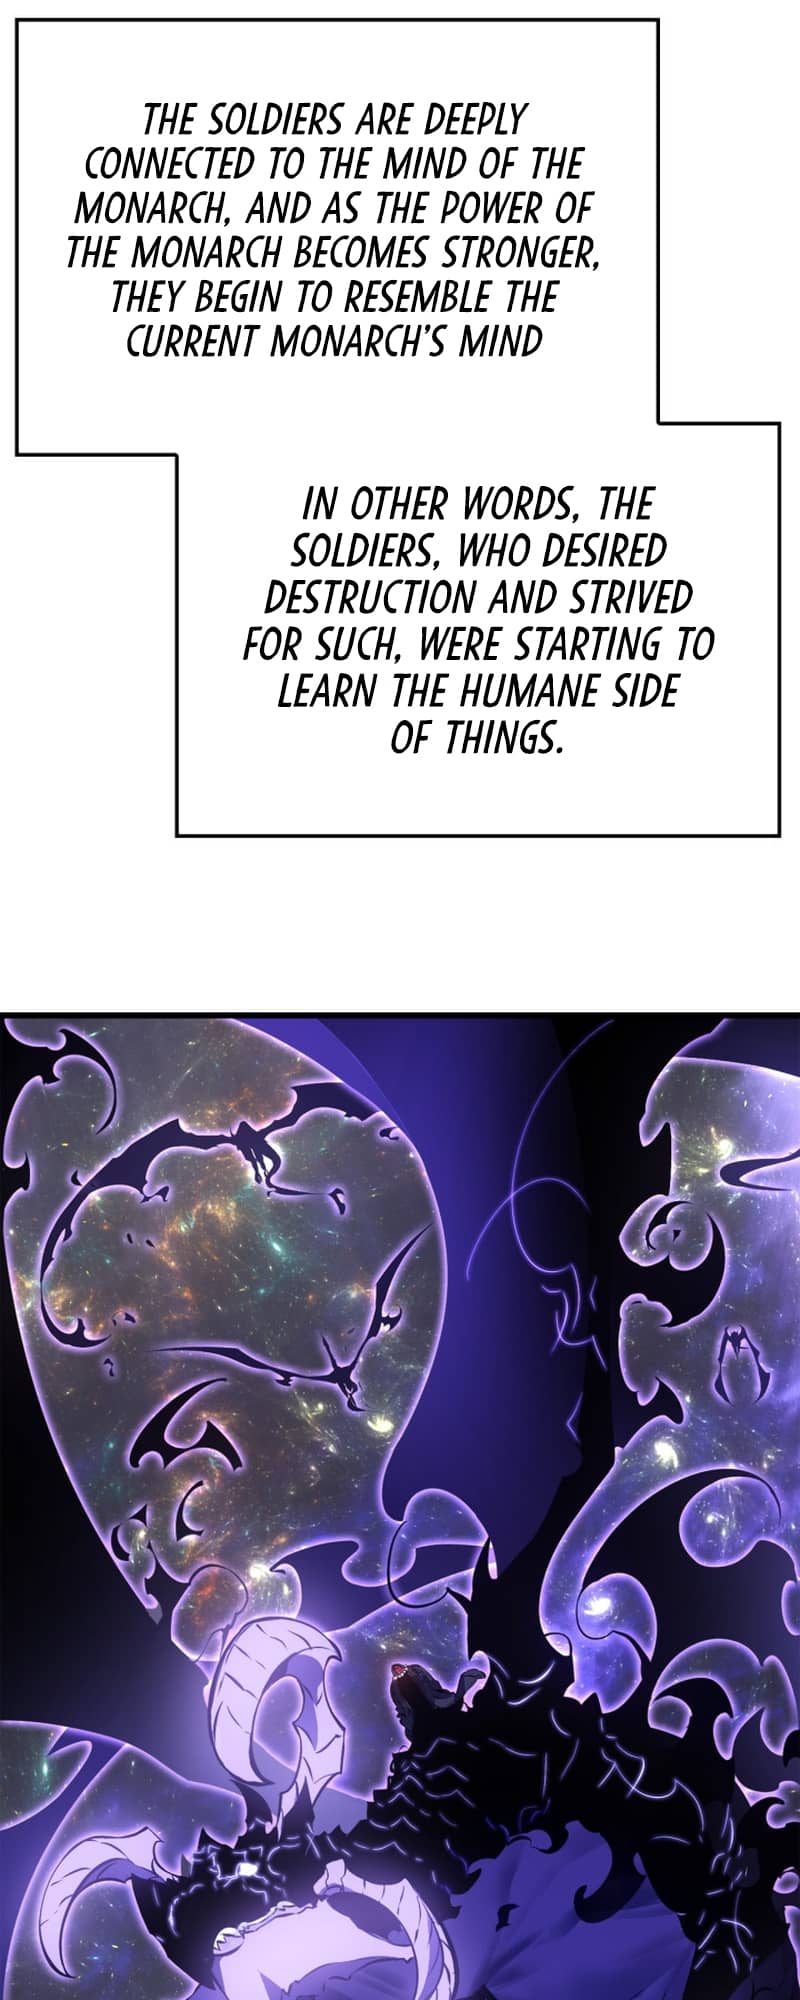 THE SOLDIERS ARE DEEPLY
CONNECTED TO THE MIND OF THE
MONARCH, AND AS THE POWER OF
THE MONARCH BECOMES STRONGER,
THEY BEGIN TO RESEMBLE THE
CURRENT MONARCH'S MIND
IN OTHER WORDS, THE
SOLDIERS, WHO DESIRED
DESTRUCTION AND STRIVED
FOR SUCH, WERE STARTING TO
LEARN THE HUMANE SIDE
OF THINGS.